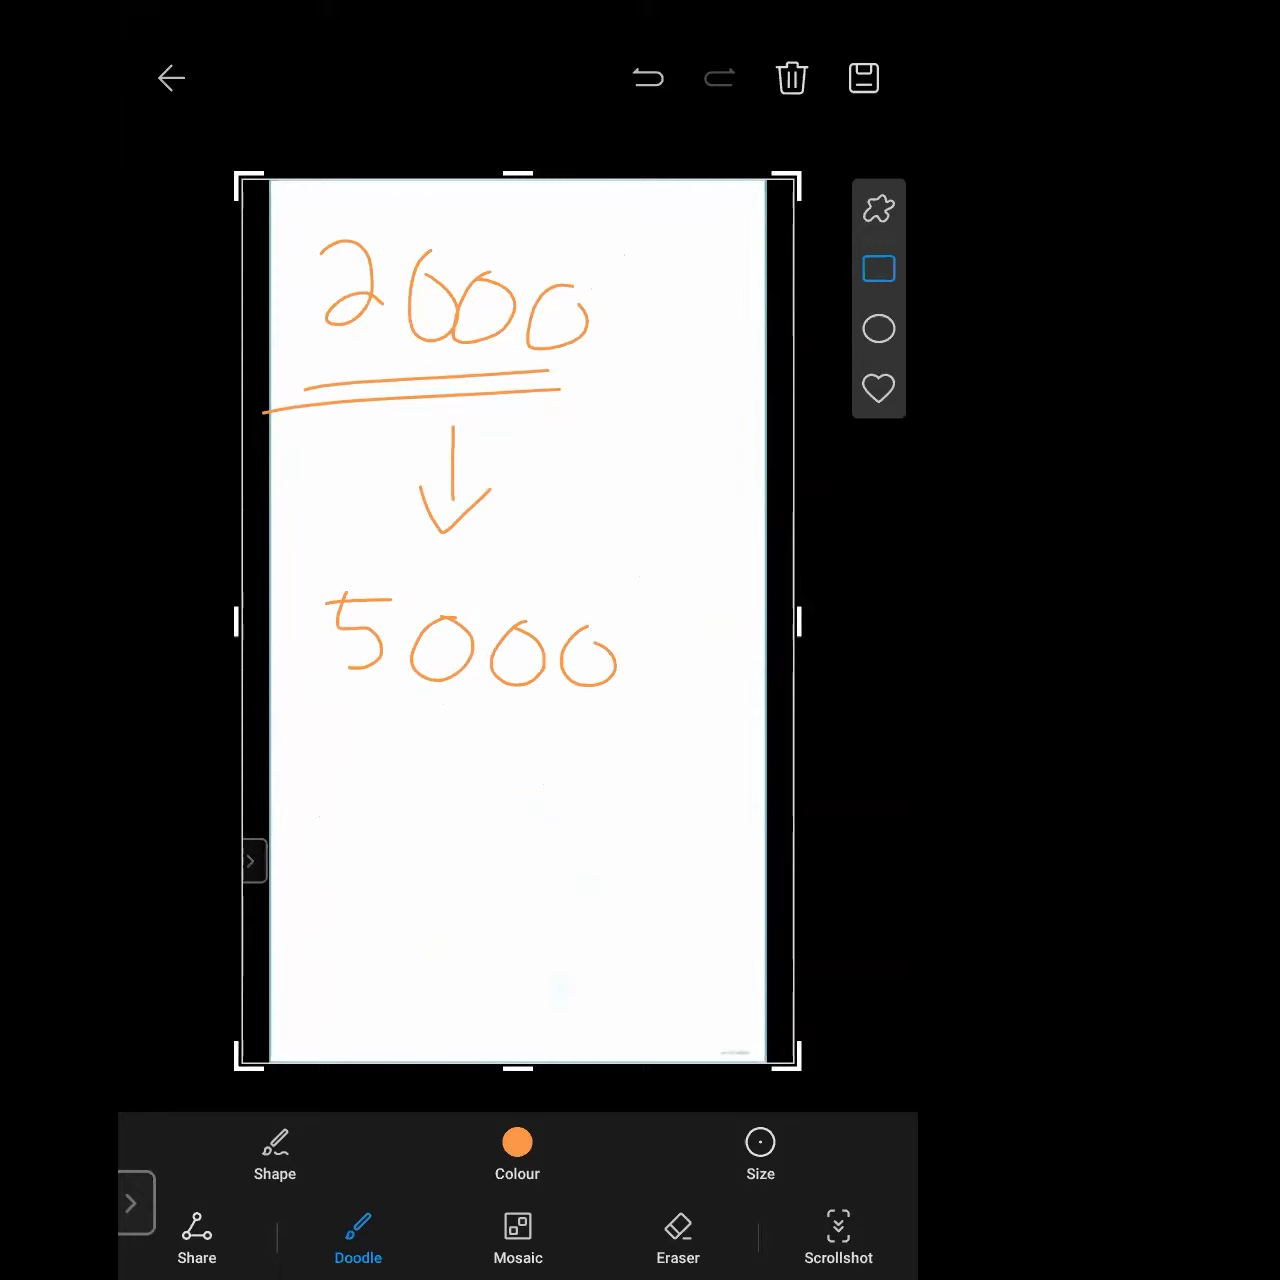 2000
↓
5000
Shape
Colour
Size
Share
Doodle
Mosaic
Eraser
Scrollshot